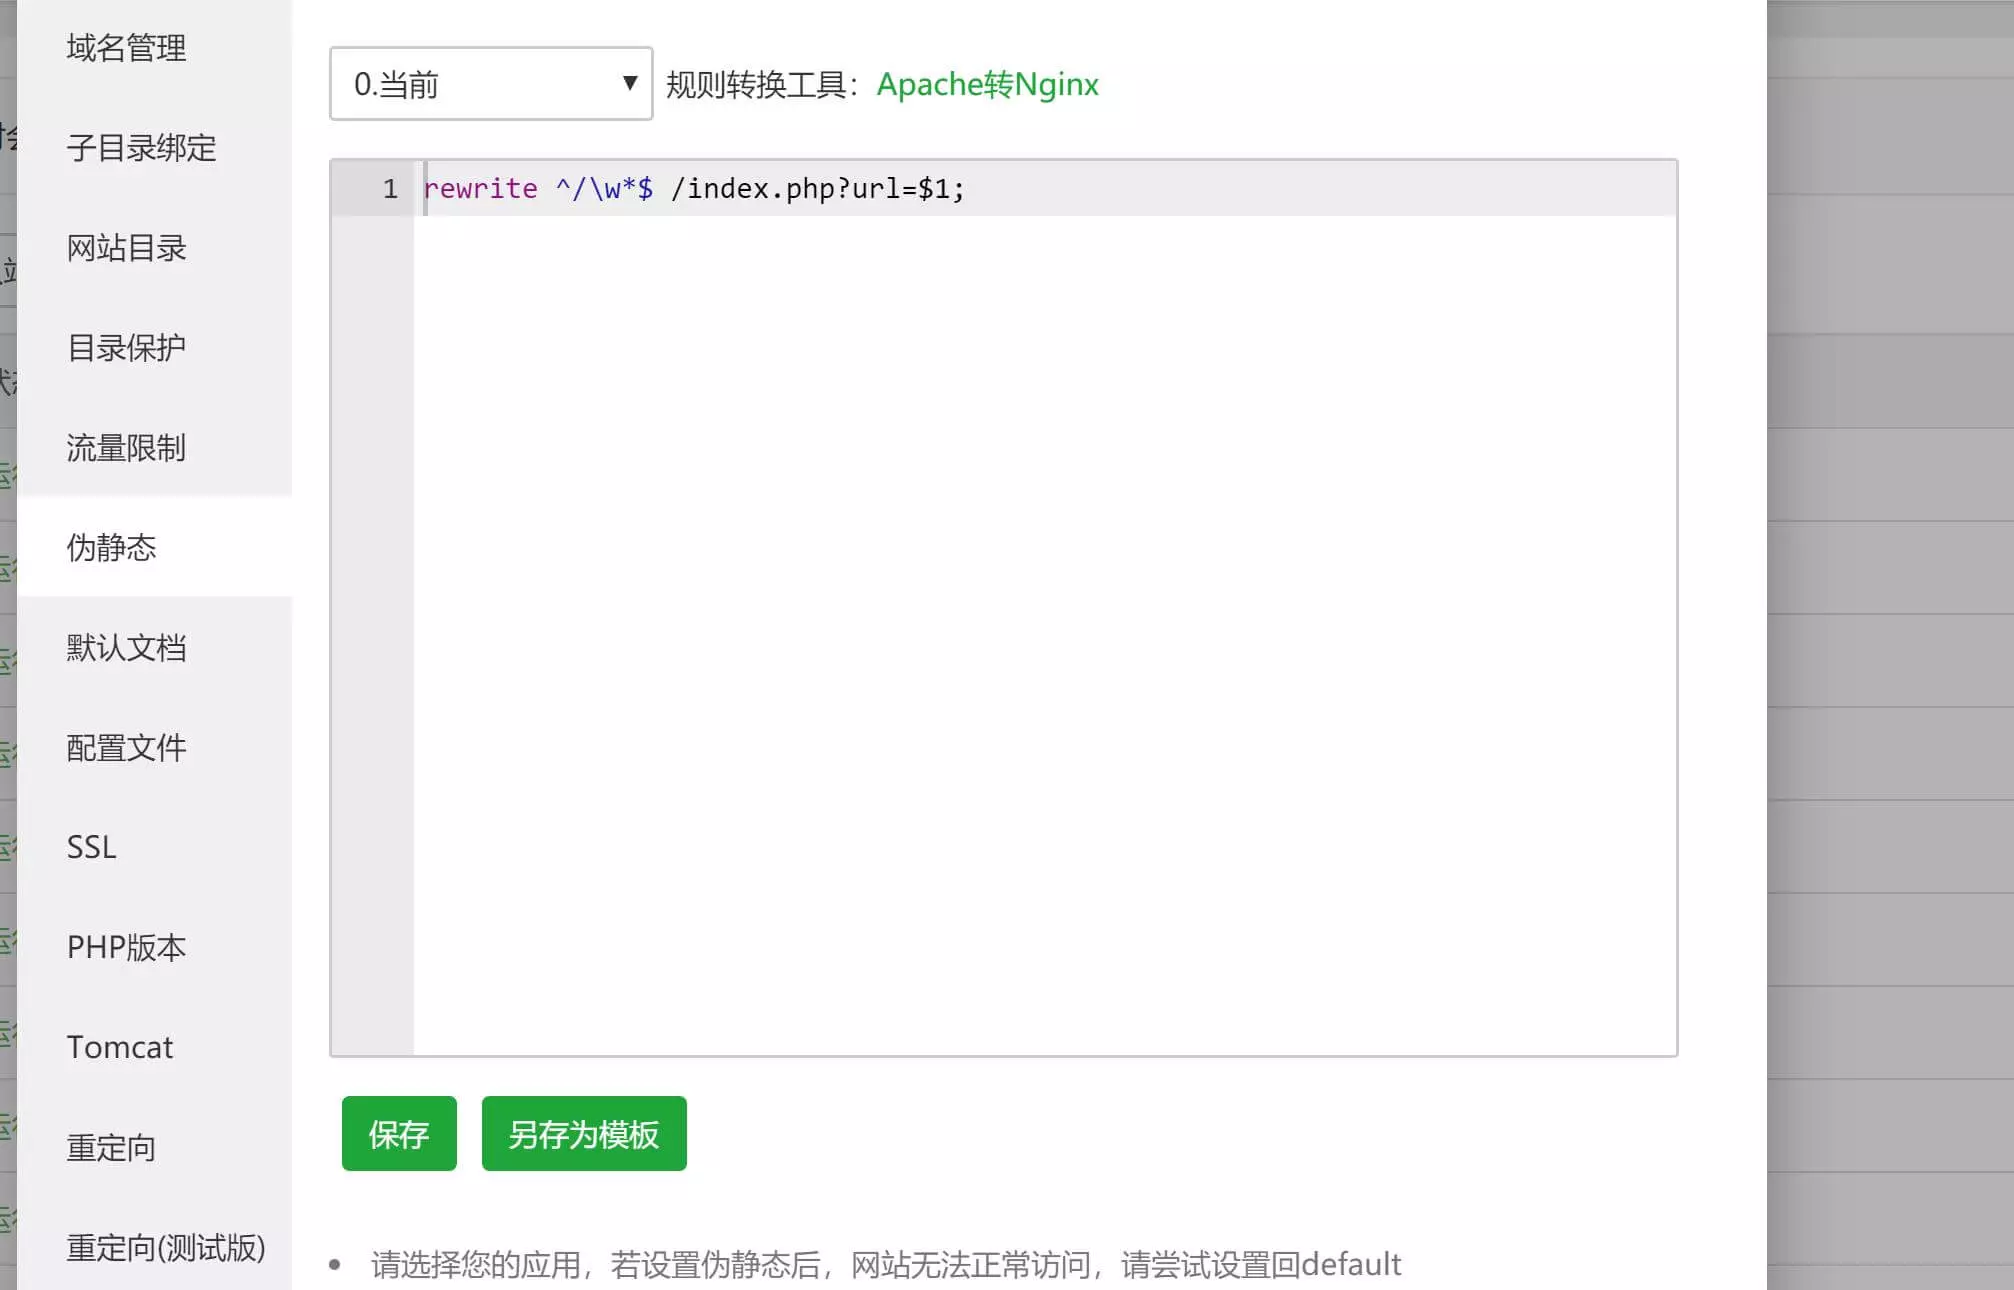 域名管理
子目录绑定
网站目录
目录保护
流量限制
伪静态
默认文档
配置文件
SSL
PHP版本
Tomcat
重定向
重定向(测试版)
0.当前
规则转换工具：Apache转Nginx
1 rewrite ^/\w*$ /index.php?url=$1;
保存 另存为模板
请选择您的应用，若设置伪静态后，网站无法正常访问，请尝试设置回default